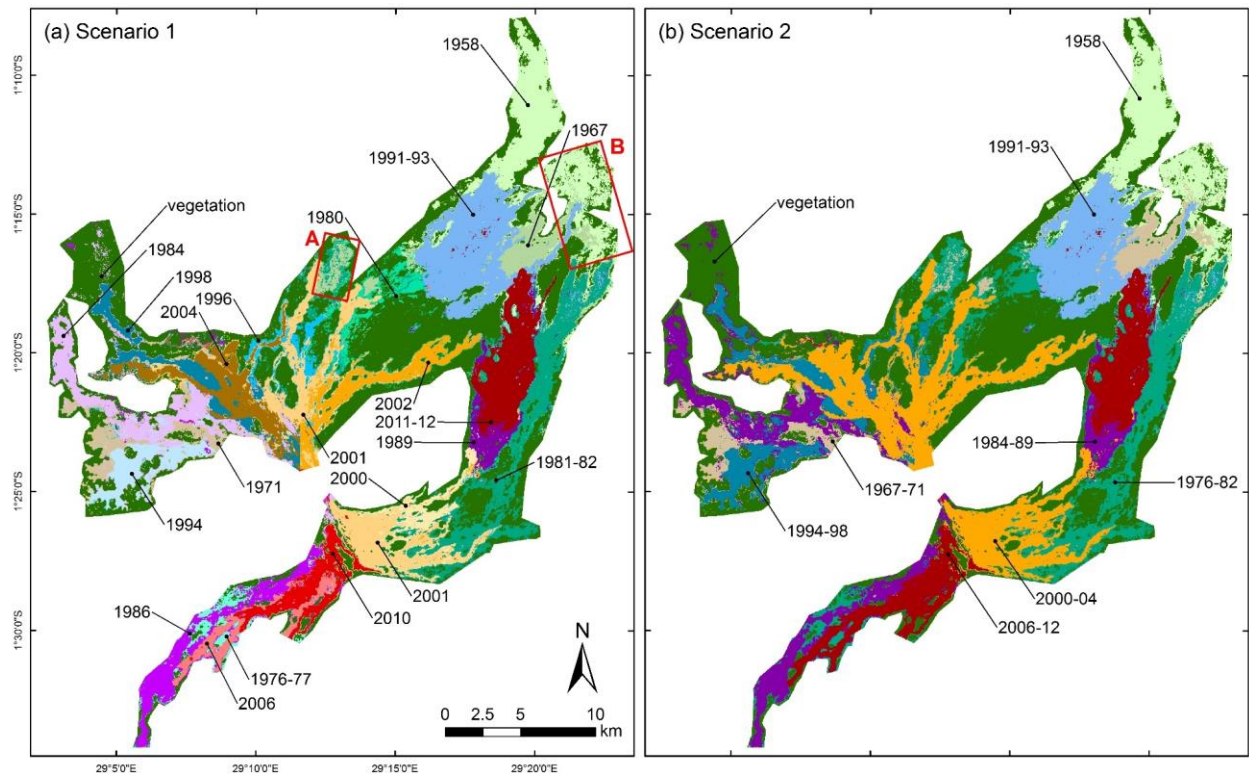 (a) Scenario 1
1958
1967
B
1991-93
vegetation
1980
1984
A
1998
1996
2004
2002
2011-12
1989
2001
1981-82
2000
1971
1994
2001
2010
1986
1976-77
2006
N
0 2.5 5 10
km
1°10'0"S
1°15'0"S
1°20'0"S
1°25'0"S
1°30'0"S
29°5'0"E
29°10'0"E
29°15'0"E
29°20'0"E
(b) Scenario 2
1958
1991-93
vegetation
1984-89
1967-71
1976-82
1994-98
2000-04
2006-12